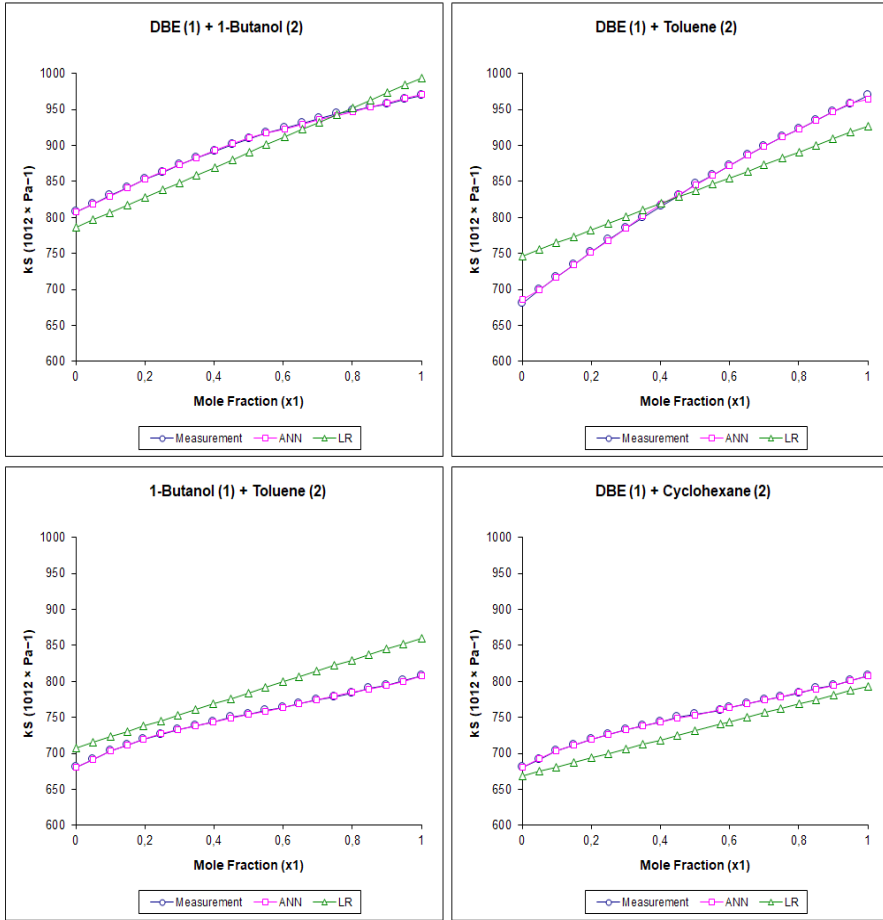 DBE (1) + 1-Butanol (2)
1000
950
900
850
800
750
700
650
600
kS (1012 × Pa−1)
0 0,2 0,4 0,6 0,8 1
Mole Fraction (x1)
Measurement ANN LR
DBE (1) + Toluene (2)
1000
950
900
850
800
750
700
650
600
kS (1012 × Pa−1)
0 0,2 0,4 0,6 0,8 1
Mole Fraction (x1)
Measurement ANN LR
1-Butanol (1) + Toluene (2)
1000
950
900
850
800
750
700
650
600
kS (1012 × Pa−1)
0 0,2 0,4 0,6 0,8 1
Mole Fraction (x1)
Measurement ANN LR
DBE (1) + Cyclohexane (2)
1000
950
900
850
800
750
700
650
600
kS (1012 × Pa−1)
0 0,2 0,4 0,6 0,8 1
Mole Fraction (x1)
Measurement ANN LR